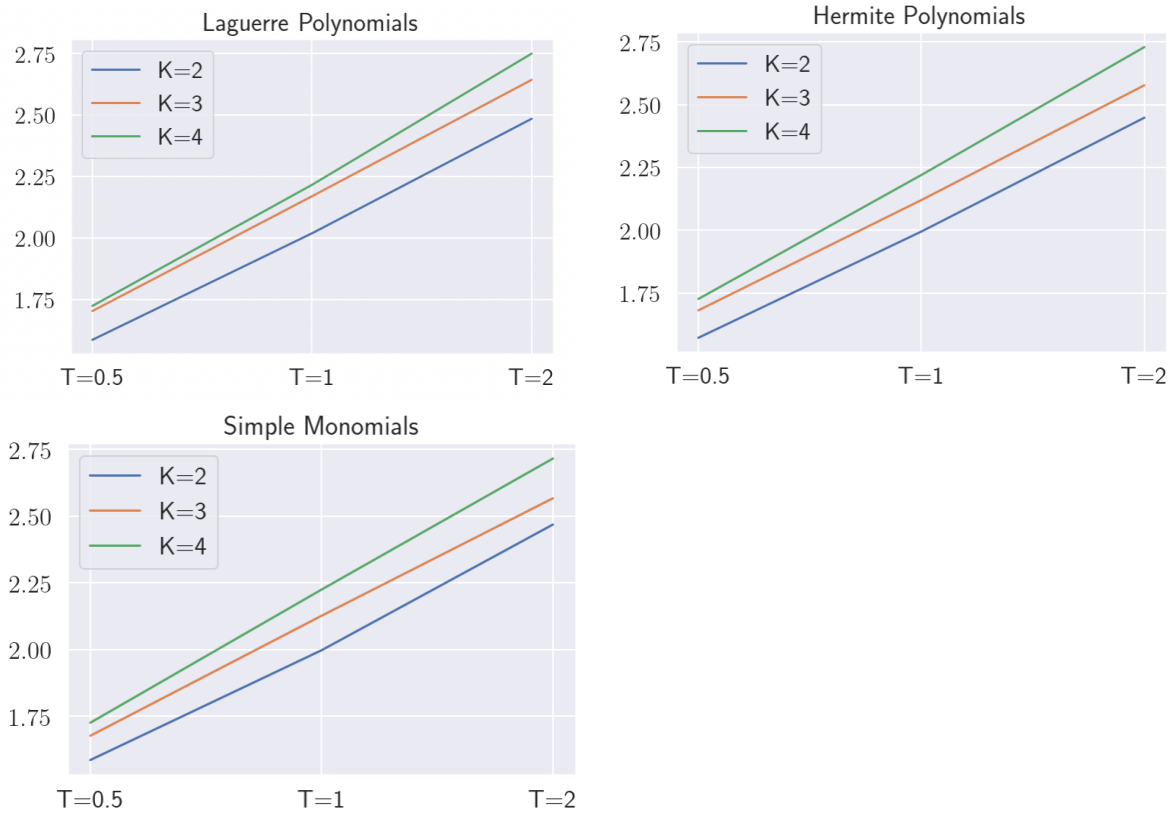 Laguerre Polynomials
2.75
2.50
2.25
2.00
1.75
K=2
K=3
K=4
T=0.5 T=1 T=2
Hermite Polynomials
2.75
2.50
2.25
2.00
1.75
K=2
K=3
K=4
T=0.5 T=1 T=2
Simple Monomials
2.75
2.50
2.25
2.00
1.75
K=2
K=3
K=4
T=0.5 T=1 T=2